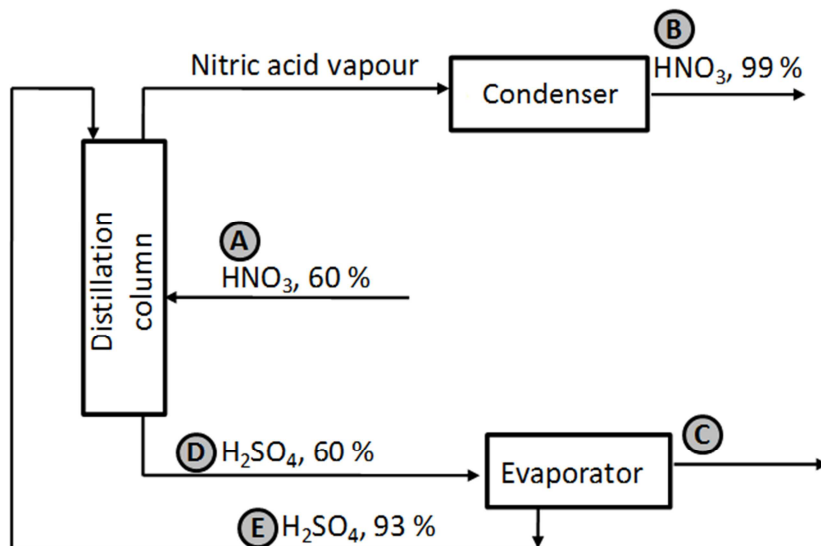 B
Nitric acid vapour
HNO₃, 99 %
Condenser
A
HNO₃, 60 %
Distillation
column
C
D H₂SO₄, 60 %
Evaporator
E H₂SO₄, 93 %